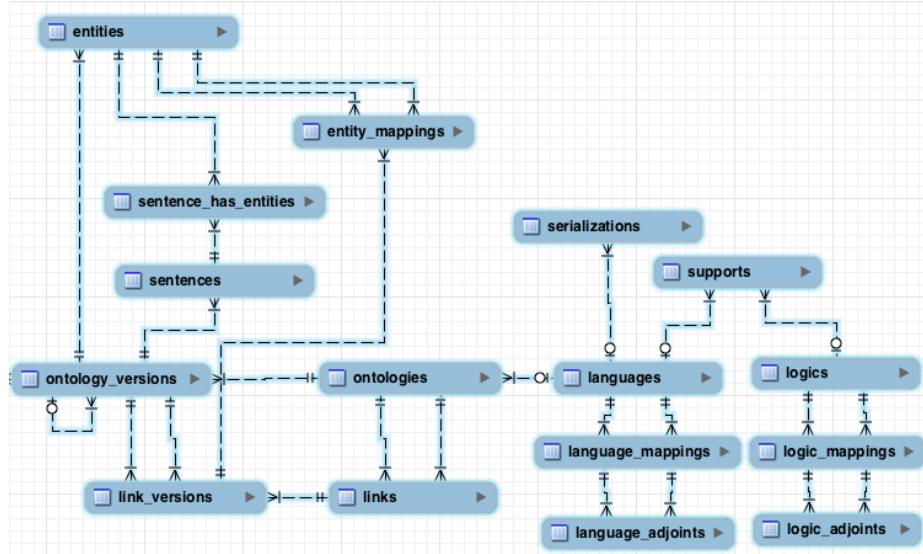 entities
entity_mappings
sentence_has_entities
serializations
sentences
supports
ontology_versions
ontologies
languages
logics
language_mappings
logic_mappings
link_versions
links
language_adjoints
logic_adjoints